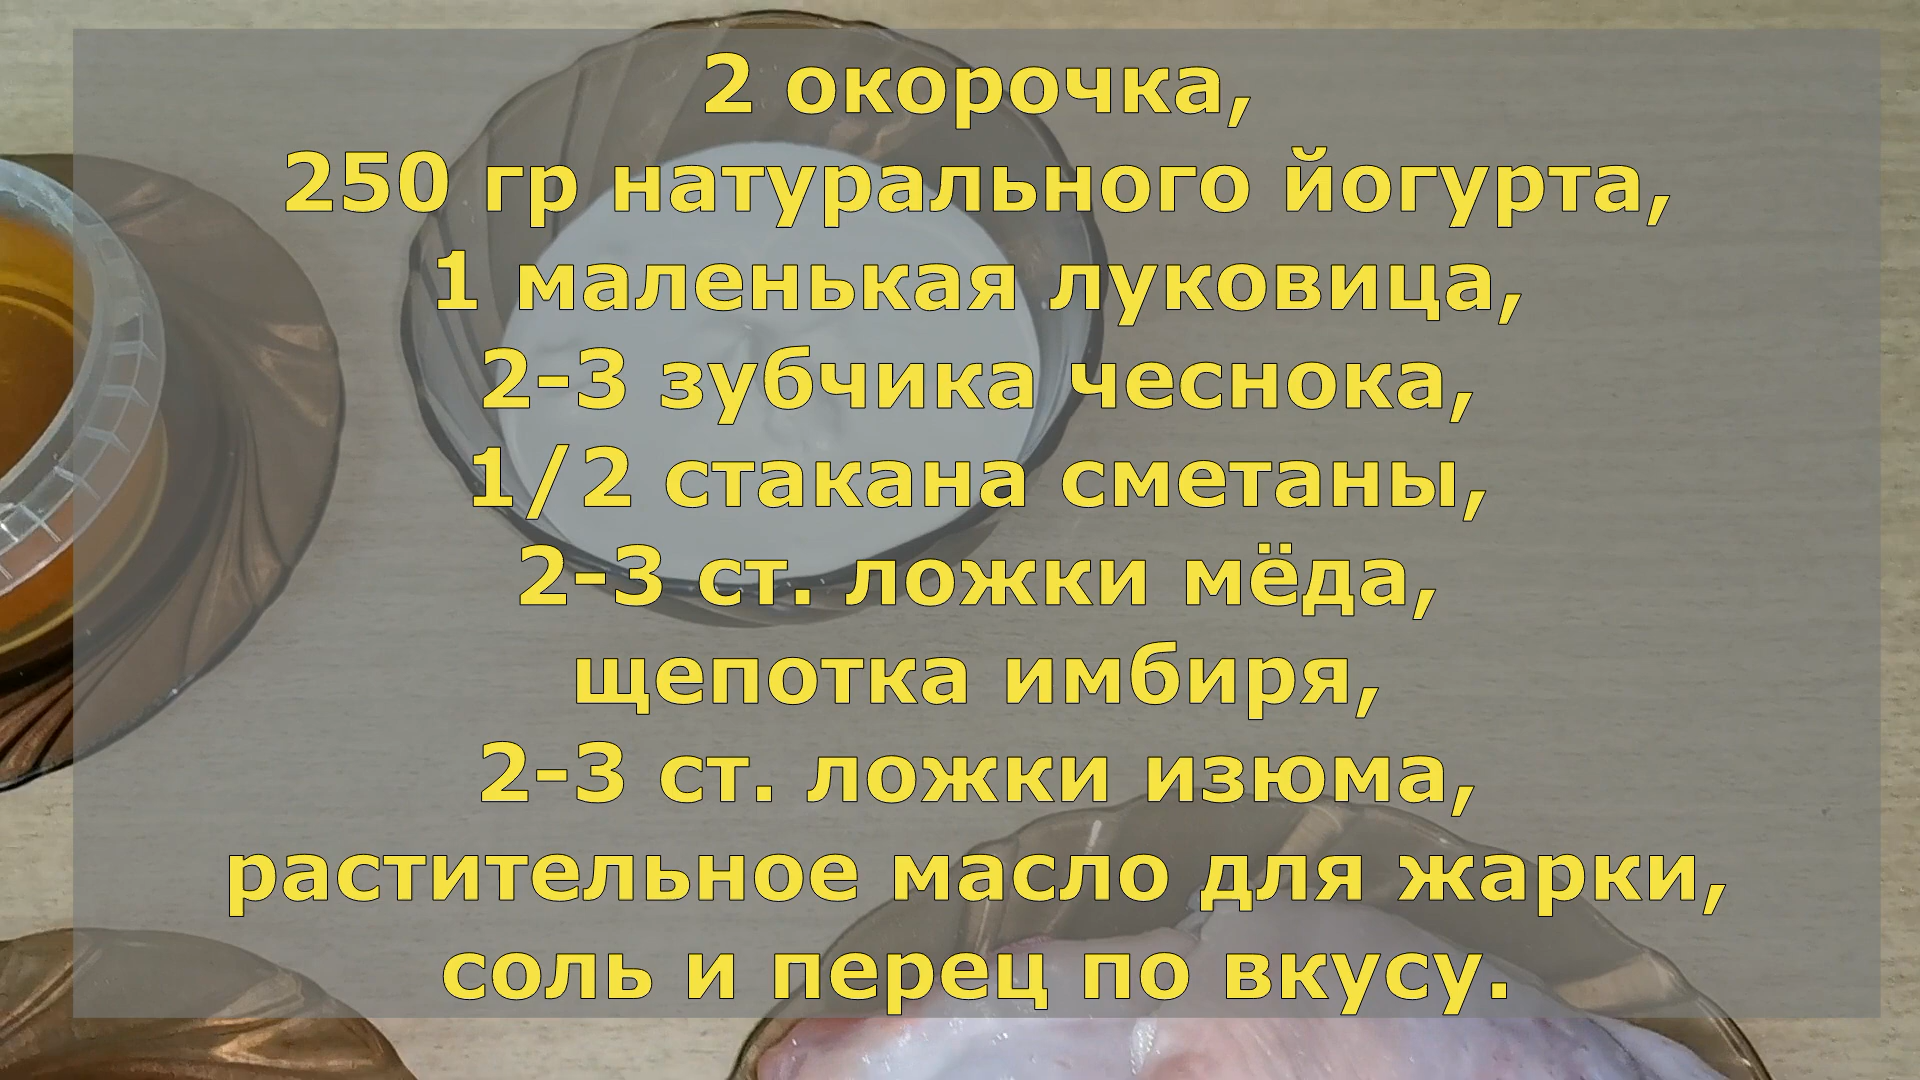 2 окорочка,
250 гр натурального йогурта,
1 маленькая луковица,
2-3 зубчика чеснока,
1/2 стакана сметаны,
2-3 ст. ложки мёда,
щепотка имбиря,
2-3 ст. ложки изюма,
растительное масло для жарки,
соль и перец по вкусу.